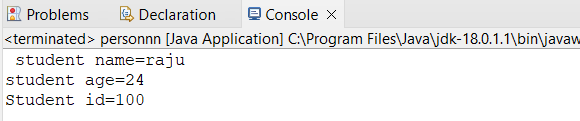 Problems Declaration Console
<terminated> personnn [Java Application] C:\Program Files\Java\jdk-18.0.1.1\bin\javaw
student name=raju
student age=24
Student id=100